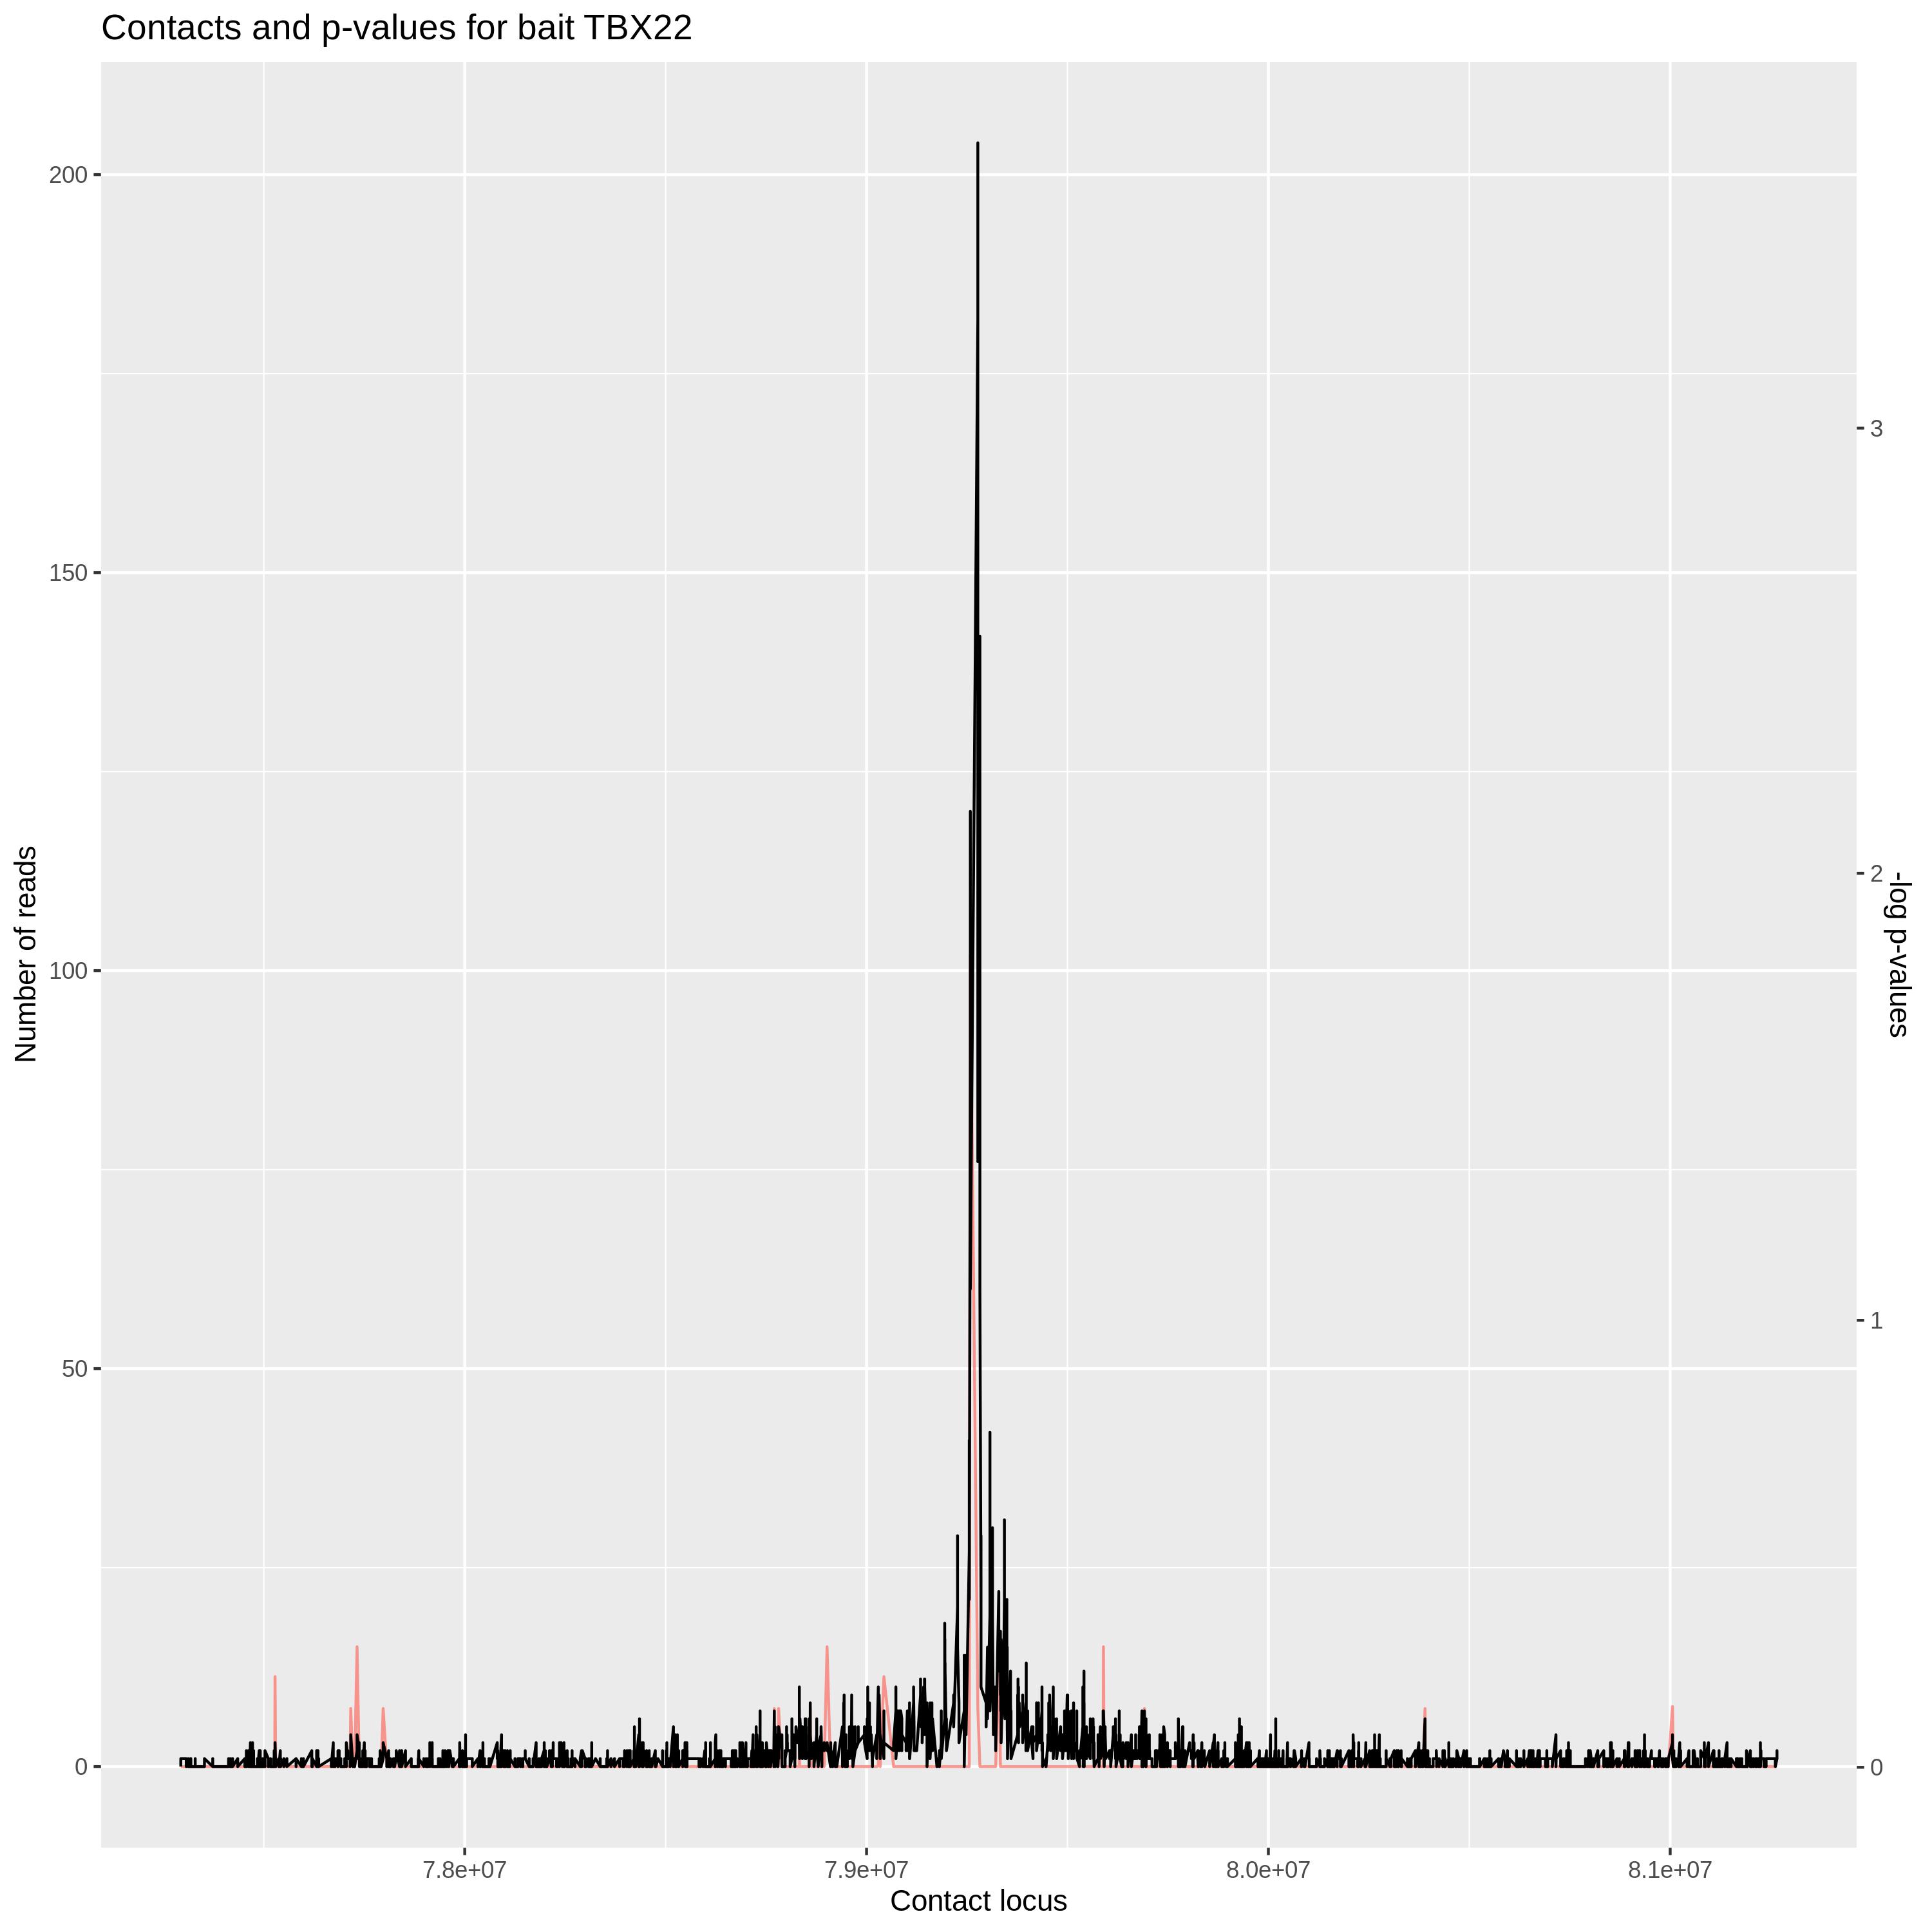 Contacts and p-values for bait TBX22
200
150
100
50
0
Number of reads
3
2
1
0
-log p-values
7.8e+07
7.9e+07
8.0e+07
8.1e+07
Contact locus